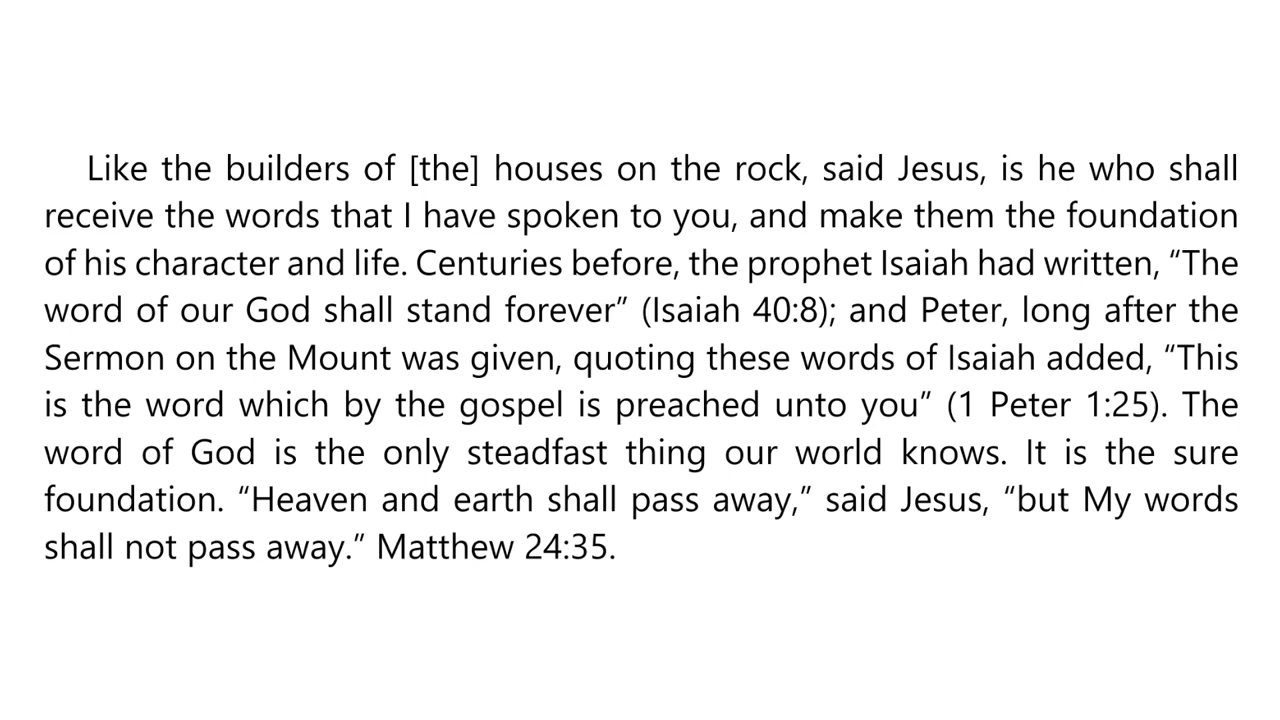 Like the builders of [the] houses on the rock, said Jesus, is he who shall
receive the words that I have spoken to you, and make them the foundation
of his character and life. Centuries before, the prophet Isaiah had written, “The
word of our God shall stand forever” (Isaiah 40:8); and Peter, long after the
Sermon on the Mount was given, quoting these words of Isaiah added, “This
is the word which by the gospel is preached unto you” (1 Peter 1:25). The
word of God is the only steadfast thing our world knows. It is the sure
foundation. “Heaven and earth shall pass away,” said Jesus, “but My words
shall not pass away.” Matthew 24:35.